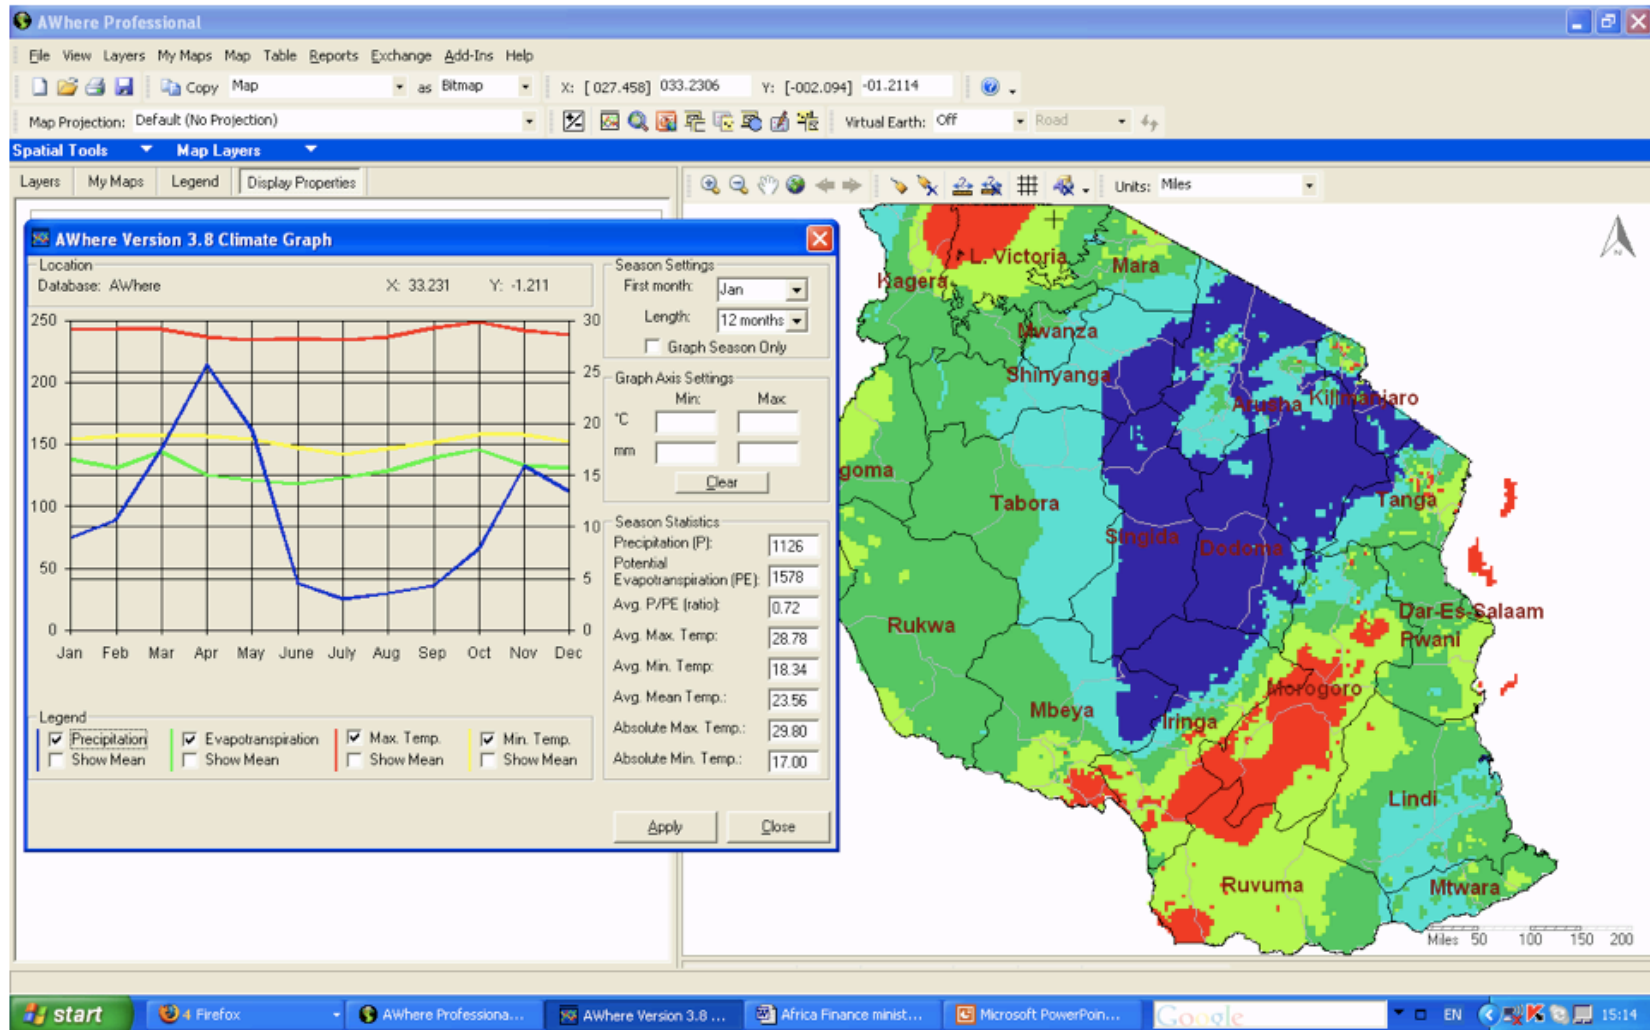 AWhere Professional
File View Layers My Maps Map Table Reports Exchange Add-Ins Help
Copy Map as Bitmap X: [ 027.458] 033.2306 Y: [-002.094] -01.2114
Map Projection: Default (No Projection) Virtual Earth: Off Road
Spatial Tools Map Layers
Layers My Maps Legend Display Properties
Units: Miles
AWhere Version 3.8 Climate Graph
Location
Database: AWhere X: 33.231 Y: -1.211
250
200
150
100
50
0
30
25
20
15
10
5
0
Jan Feb Mar Apr May June July Aug Sep Oct Nov Dec
Legend
Precipitation Evapotranspiration Max. Temp. Min. Temp.
Show Mean Show Mean Show Mean Show Mean
Season Settings
First month: Jan
Length: 12 months
Graph Season Only
Graph Axis Settings
Min: Max:
°C
mm
Clear
Season Statistics
Precipitation (P): 1126
Potential
Evapotranspiration (PE): 1578
Avg. P/PE (ratio): 0.72
Avg. Max. Temp: 28.78
Avg. Min. Temp: 18.34
Avg. Mean Temp.: 23.56
Absolute Max. Temp.: 29.80
Absolute Min. Temp.: 17.00
Apply Close
N
L. Victoria
Mara
Kagera
Mwanza
Shinyanga
Arusha Kilimanjaro
goma
Tabora
Tanga
Singida Dodoma
Dar-Es-Salaam
Rukwa
Pwani
Morogoro
Mbeya
Iringa
Lindi
Ruvuma
Mtwara
Miles 50 100 150 200
start 4 Firefox AWhere Professiona... AWhere Version 3.8 ... Africa Finance minist... Microsoft PowerPoin... Google EN 15:14